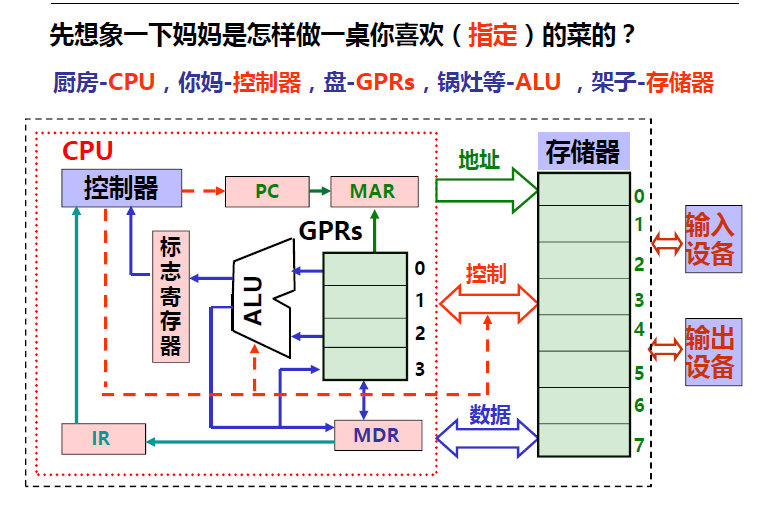 先想象一下妈妈是怎样做一桌你喜欢（指定）的菜的？
厨房-CPU，你妈-控制器，盘-GPRs，锅灶等-ALU ，架子-存储器
CPU
控制器
PC
MAR
地址
存储器
GPRs
标志寄存器
ALU
0
1
2
3
控制
IR
MDR
数据
0
1
2
3
4
5
6
7
输入
设备
输出
设备